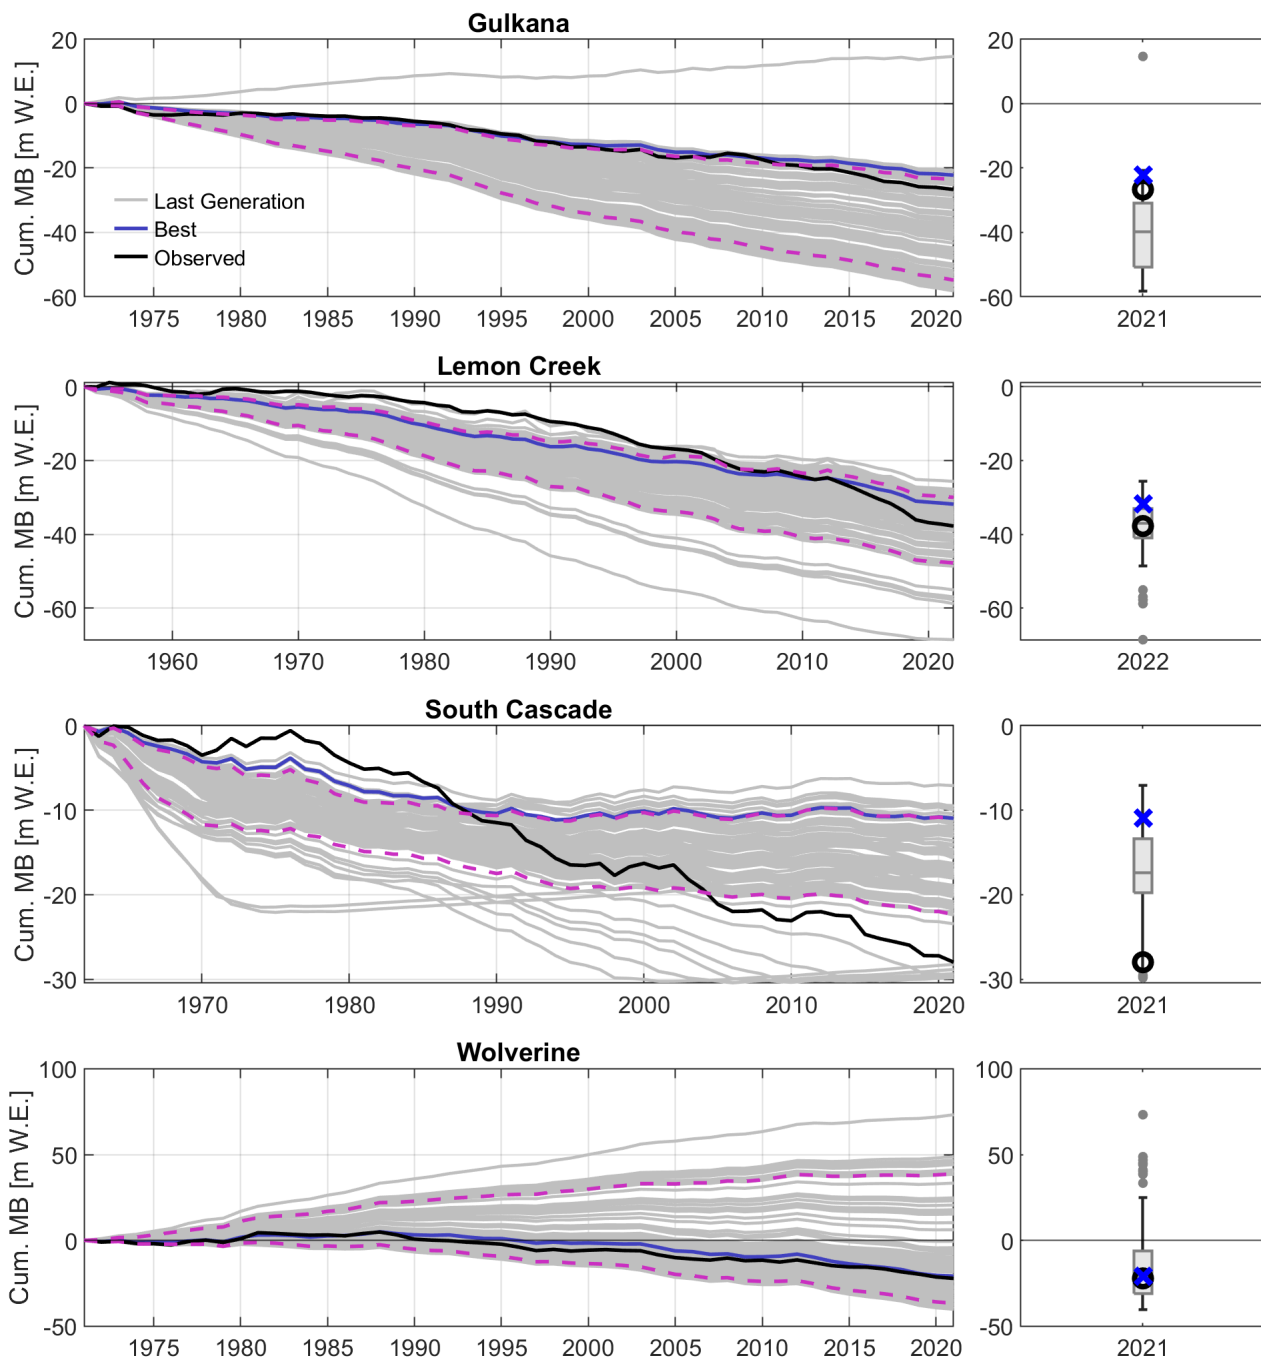 Gulkana
20
0
-20
-40
-60
Cum. MB [m W.E.]
Last Generation
Best
Observed
1975 1980 1985 1990 1995 2000 2005 2010 2015 2020
20
0
-20
-40
-60
2021
Lemon Creek
0
-20
-40
-60
Cum. MB [m W.E.]
1960 1970 1980 1990 2000 2010 2020
0
-20
-40
-60
2022
South Cascade
0
-10
-20
-30
Cum. MB [m W.E.]
1970 1980 1990 2000 2010 2020
0
-10
-20
-30
2021
Wolverine
100
50
0
-50
Cum. MB [m W.E.]
1975 1980 1985 1990 1995 2000 2005 2010 2015 2020
100
50
0
-50
2021